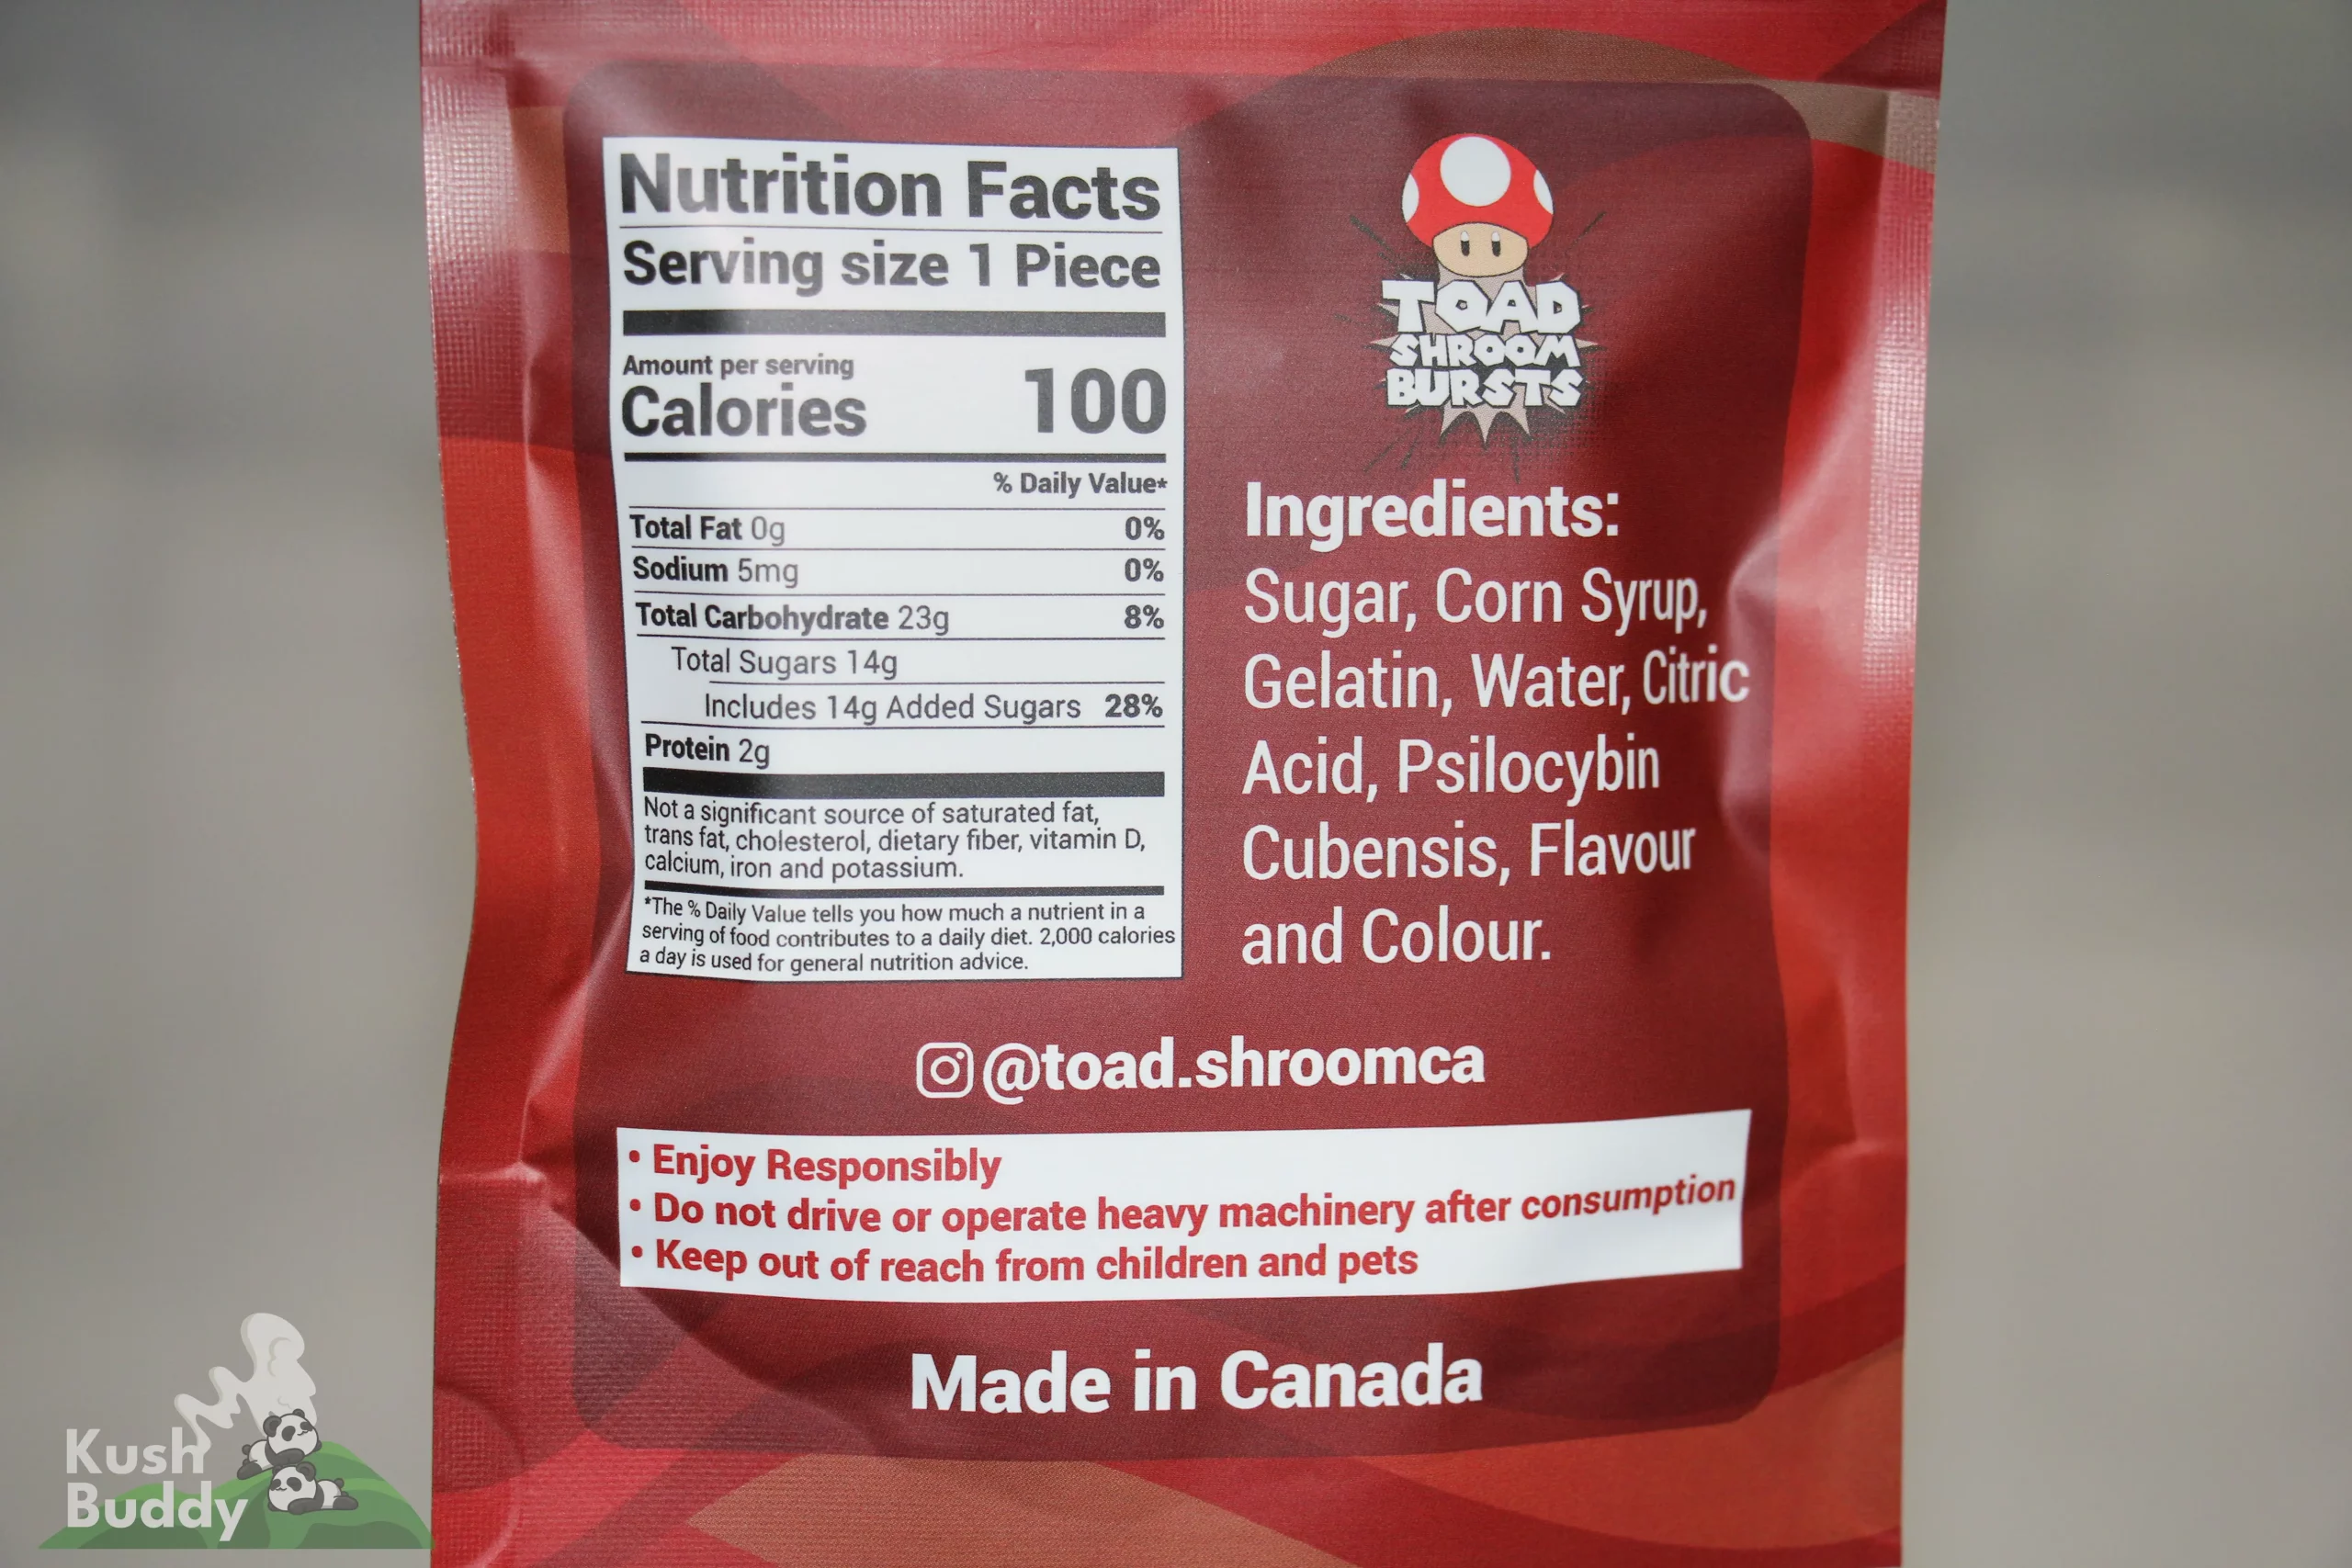 Nutrition Facts
Serving size 1 Piece
Amount per serving
Calories 100
% Daily Value*
Total Fat 0g 0%
Sodium 5mg 0%
Total Carbohydrate 23g 8%
Total Sugars 14g
Includes 14g Added Sugars 28%
Protein 2g
Not a significant source of saturated fat,
trans fat, cholesterol, dietary fiber, vitamin D,
calcium, iron and potassium.
*The % Daily Value tells you how much a nutrient in a
serving of food contributes to a daily diet. 2,000 calories
a day is used for general nutrition advice.
TOAD
SHROOM
BURSTS
Ingredients:
Sugar, Corn Syrup,
Gelatin, Water, Citric
Acid, Psilocybin
Cubensis, Flavour
and Colour.
@toad.shroomca
• Enjoy Responsibly
• Do not drive or operate heavy machinery after consumption
• Keep out of reach from children and pets
Made in Canada
Kush
Buddy